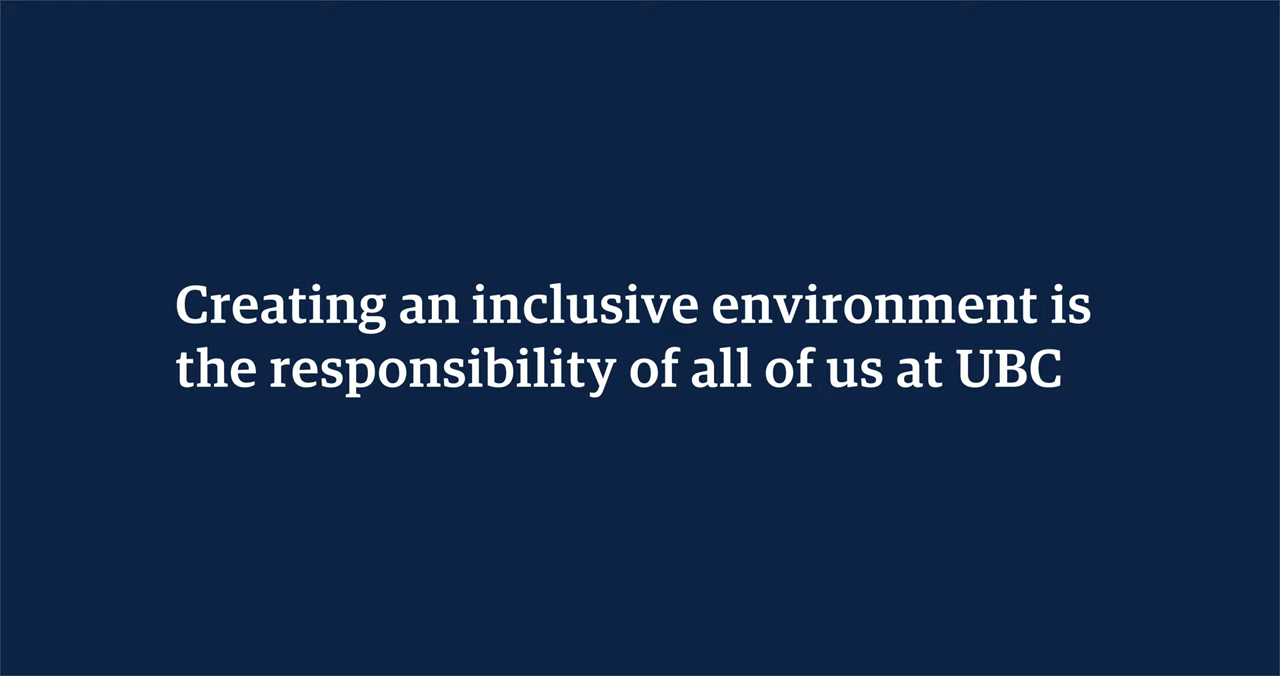 Creating an inclusive environment is
the responsibility of all of us at UBC